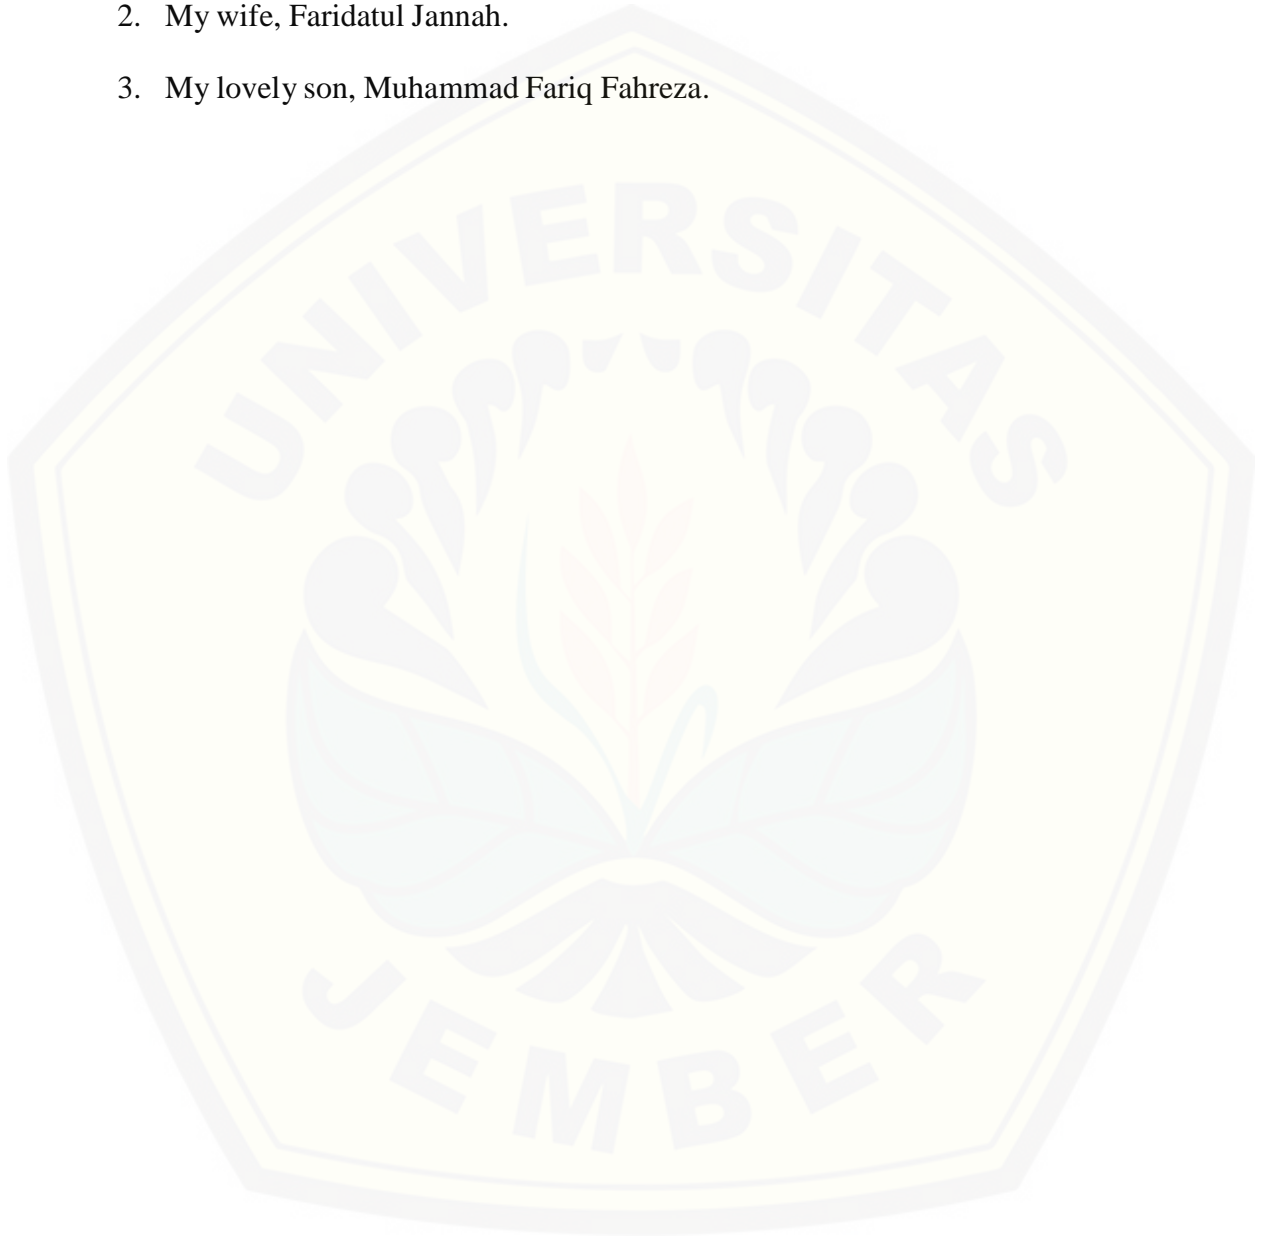 2. My wife, Faridatul Jannah.
3. My lovely son, Muhammad Fariq Fahreza.
UNIVERSITAS
JEMBER